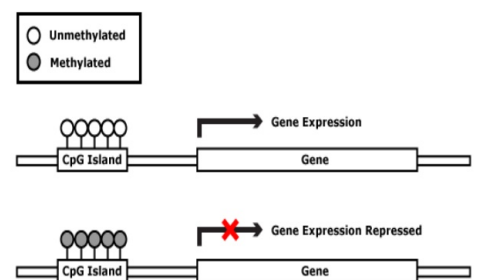 Unmethylated
Methylated
Gene Expression
CpG Island
Gene
Gene Expression Repressed
CpG Island
Gene